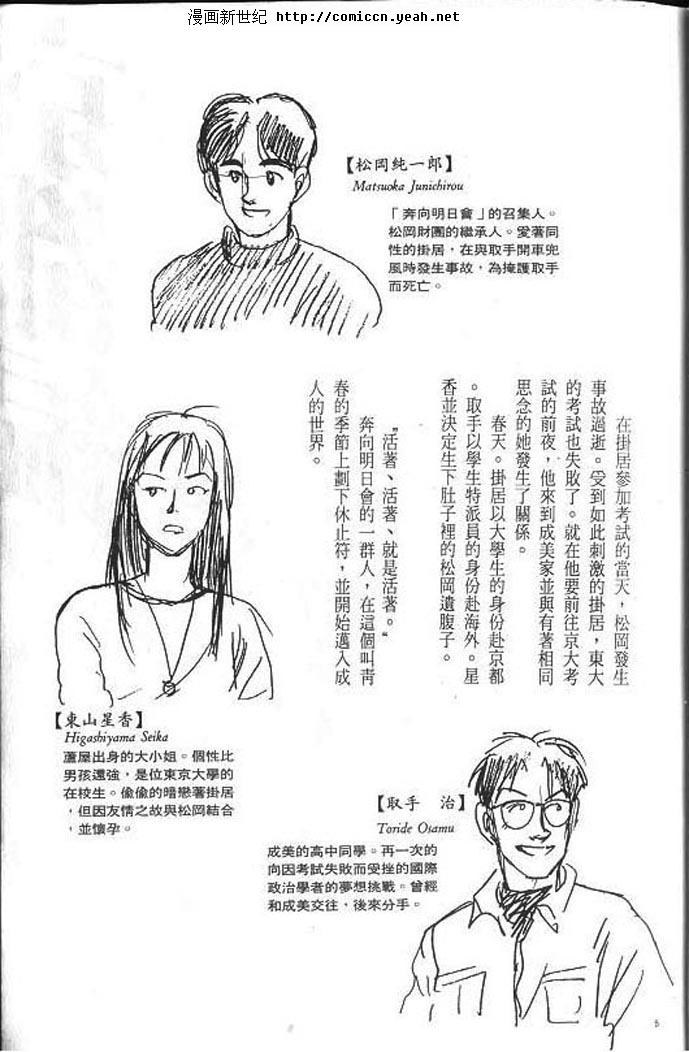 漫画新世纪 http://comiccn.yeah.net
【松岡純一郎】
Matsuoka Junichirou
「奔向明日會」的召集人。
松岡財團的繼承人。愛著同
性的掛居，在與取手開車兜
風時發生事故，為掩護取手
而死亡。
在掛居參加考試的當天，松岡發生
事故過逝。受到如此刺激的掛居，東大
的考試也失敗了。就在他要前往京大考
試的前夜，他來到成美家並與有著相同
思念的她發生了關係。
春天。掛居以大學生的身份赴京都
。取手以學生特派員的身份赴海外。星
香並決定生下肚子裡的松岡遺腹子。
〝活著、活著、就是活著。〞
奔向明日會的一群人，在這個叫青
春的季節上劃下休止符，並開始邁入成
人的世界。
【東山星香】
Higashiyama Seika
蘆屋出身的大小姐。個性比
男孩還強，是位東京大學的
在校生。偷偷的暗戀著掛居
，但因友情之故與松岡結合
，並懷孕。
【取手　治】
Toride Osamu
成美的高中同學。再一次的
向因考試失敗而受挫的國際
政治學者的夢想挑戰。曾經
和成美交往，後來分手。
5